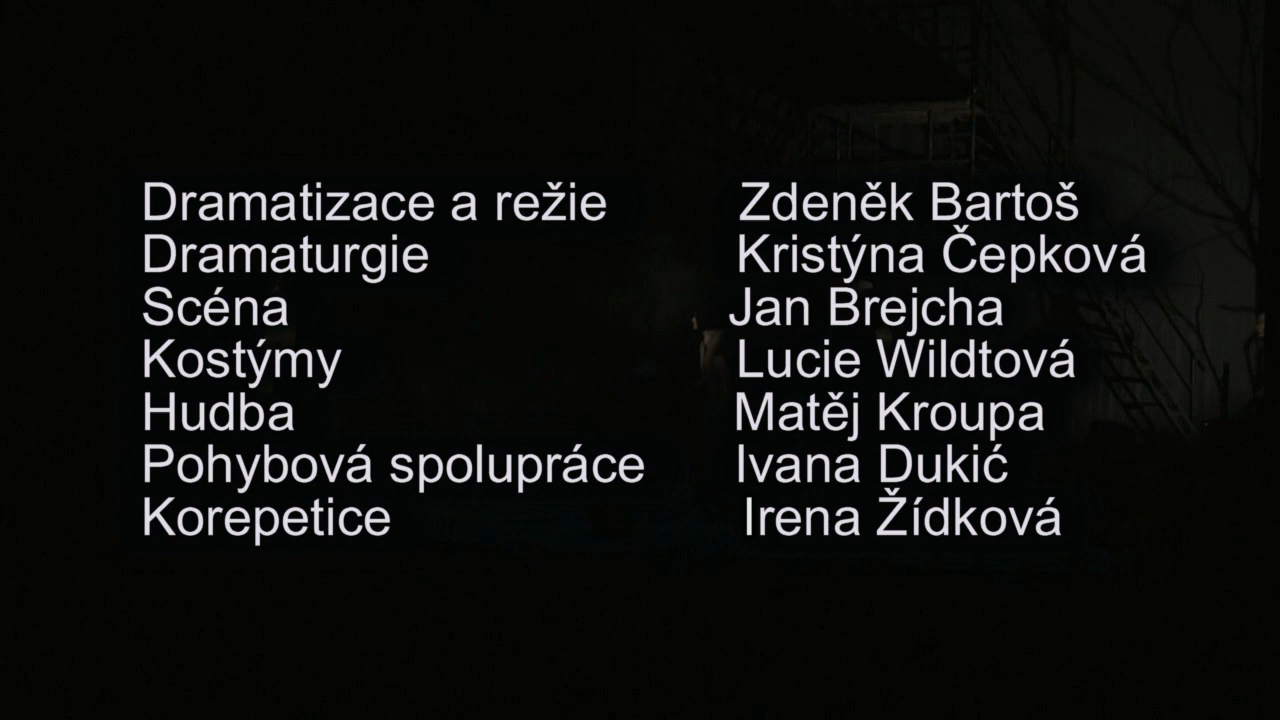 Dramatizace a režie Zdeněk Bartoš
Dramaturgie Kristýna Čepková
Scéna Jan Brejcha
Kostýmy Lucie Wildtová
Hudba Matěj Kroupa
Pohybová spolupráce Ivana Dukić
Korepetice Irena Žídková